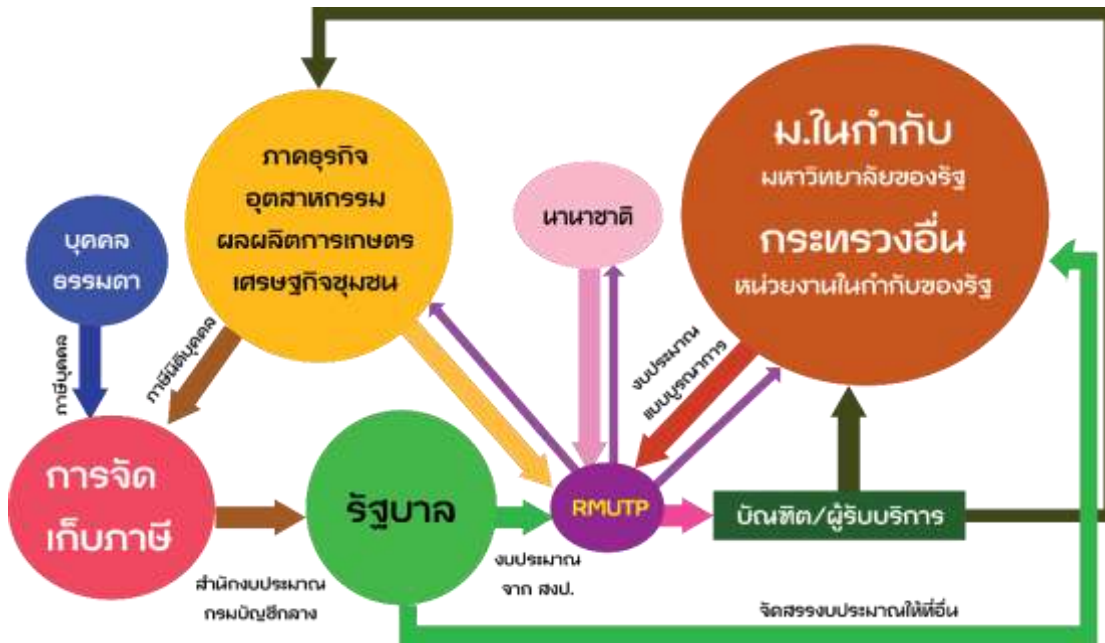 ภาคธุรกิจ
อุตสาหกรรม
ผลผลิตการเกษตร
เศรษฐกิจชุมชน
ม.ในกำกับ
มหาวิทยาลัยของรัฐ
กระทรวงอื่น
หน่วยงานในกำกับของรัฐ
นานาชาติ
บุคคล
ธรรมดา
ภาษีบุคคล
ภาษีนิติบุคคล
งบประมาณ
แบบบูรณาการ
การจัด
เก็บภาษี
รัฐบาล
RMUTP
บัณฑิต/ผู้รับบริการ
สำนักงบประมาณ
กรมบัญชีกลาง
งบประมาณ
จาก สงป.
จัดสรรงบประมาณให้ที่อื่น